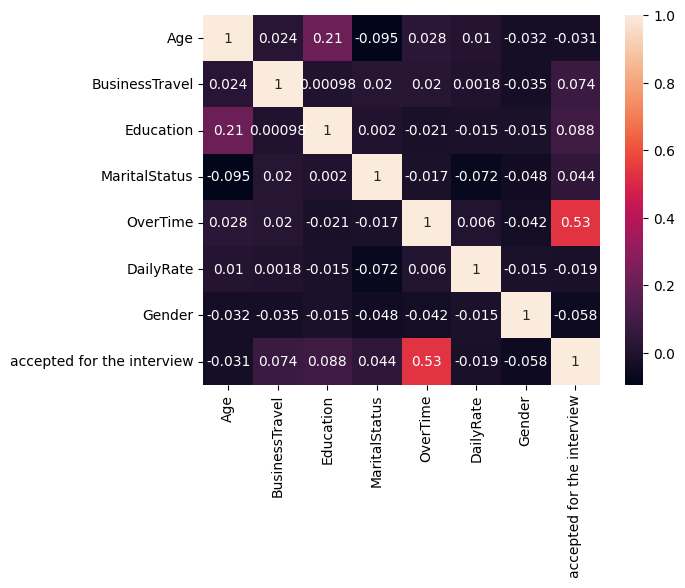 Age 1 0.024 0.21 -0.095 0.028 0.01 -0.032 -0.031
BusinessTravel 0.024 1 0.00098 0.02 0.02 0.0018 -0.035 0.074
Education 0.21 0.00098 1 0.002 -0.021 -0.015 -0.015 0.088
MaritalStatus -0.095 0.02 0.002 1 -0.017 -0.072 -0.048 0.044
OverTime 0.028 0.02 -0.021 -0.017 1 0.006 -0.042 0.53
DailyRate 0.01 0.0018 -0.015 -0.072 0.006 1 -0.015 -0.019
Gender -0.032 -0.035 -0.015 -0.048 -0.042 -0.015 1 -0.058
accepted for the interview -0.031 0.074 0.088 0.044 0.53 -0.019 -0.058 1
Age
BusinessTravel
Education
MaritalStatus
OverTime
DailyRate
Gender
accepted for the interview
1.0
0.8
0.6
0.4
0.2
0.0